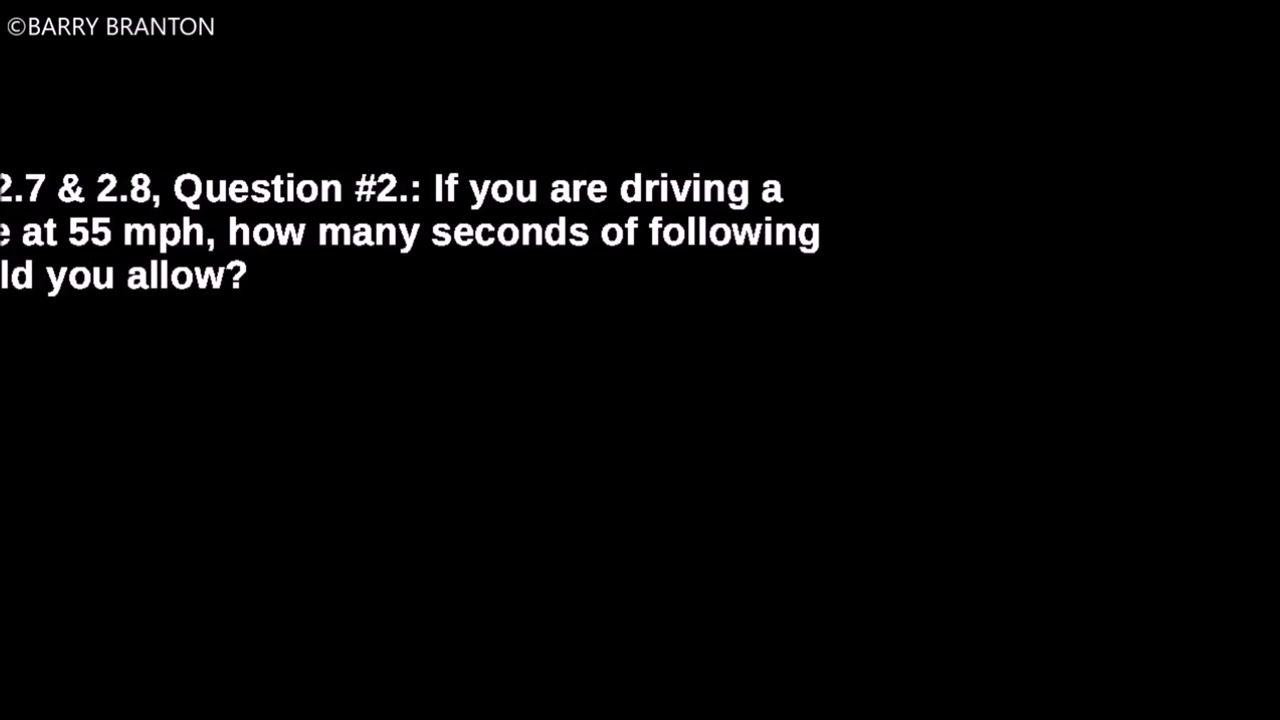 ©BARRY BRANTON
2.7 & 2.8, Question #2.: If you are driving a
e at 55 mph, how many seconds of following
ld you allow?